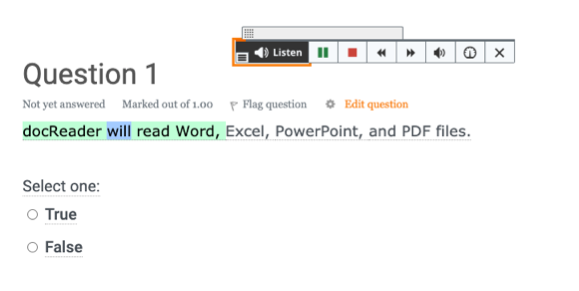 Listen
Question 1
Not yet answered Marked out of 1.00 Flag question Edit question
docReader will read Word, Excel, PowerPoint, and PDF files.
Select one:
True
False